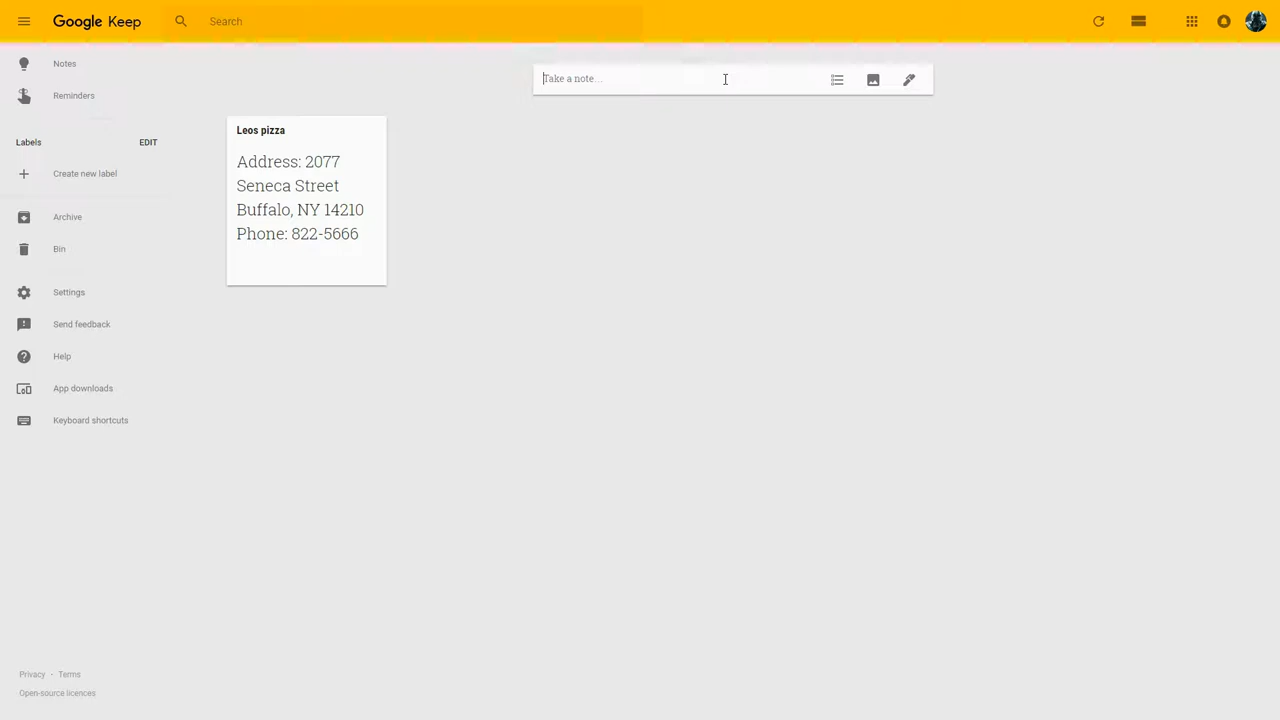 Google Keep
Search
Notes
Reminders
Labels
EDIT
Create new label
Archive
Bin
Settings
Send feedback
Help
App downloads
Keyboard shortcuts
Privacy · Terms
Open-source licences
Take a note...
Leos pizza
Address: 2077
Seneca Street
Buffalo, NY 14210
Phone: 822-5666